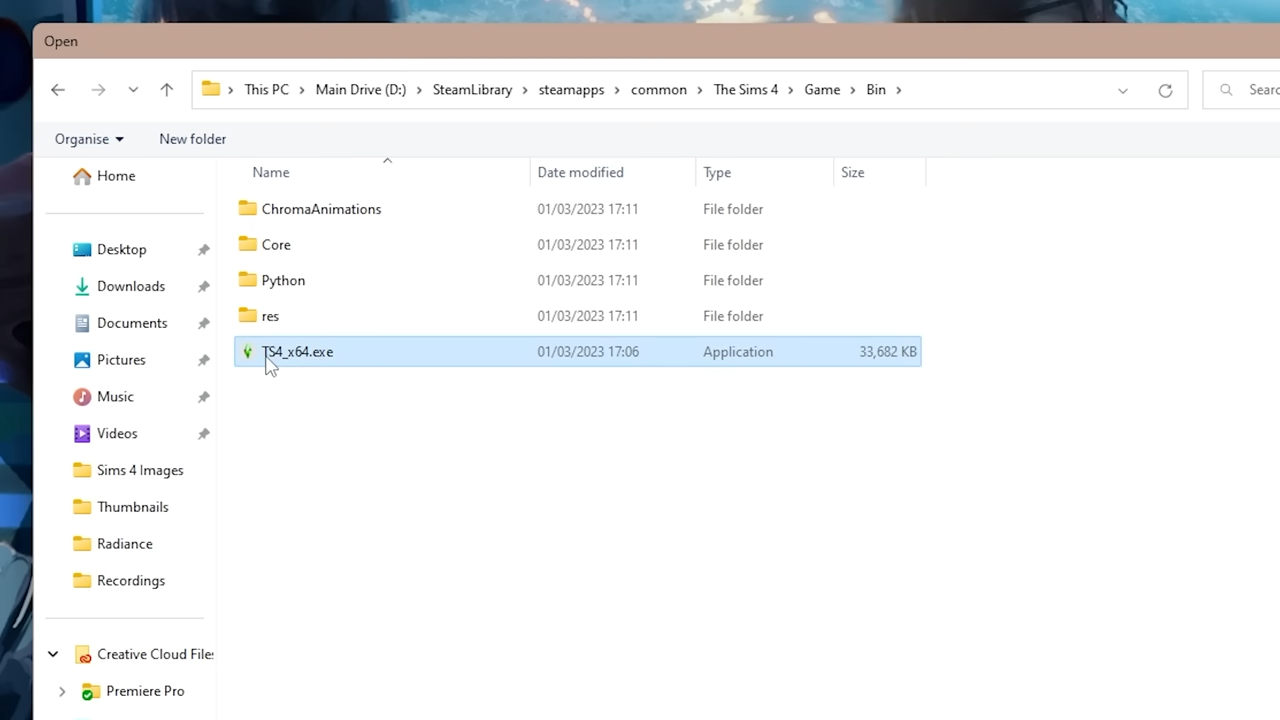 Open
This PC > Main Drive (D:) > SteamLibrary > steamapps > common > The Sims 4 > Game > Bin >
Organise New folder
Name Date modified Type Size
ChromaAnimations 01/03/2023 17:11 File folder
Core 01/03/2023 17:11 File folder
Python 01/03/2023 17:11 File folder
res 01/03/2023 17:11 File folder
TS4_x64.exe 01/03/2023 17:06 Application 33,682 KB
Home
Desktop
Downloads
Documents
Pictures
Music
Videos
Sims 4 Images
Thumbnails
Radiance
Recordings
Creative Cloud Files
Premiere Pro